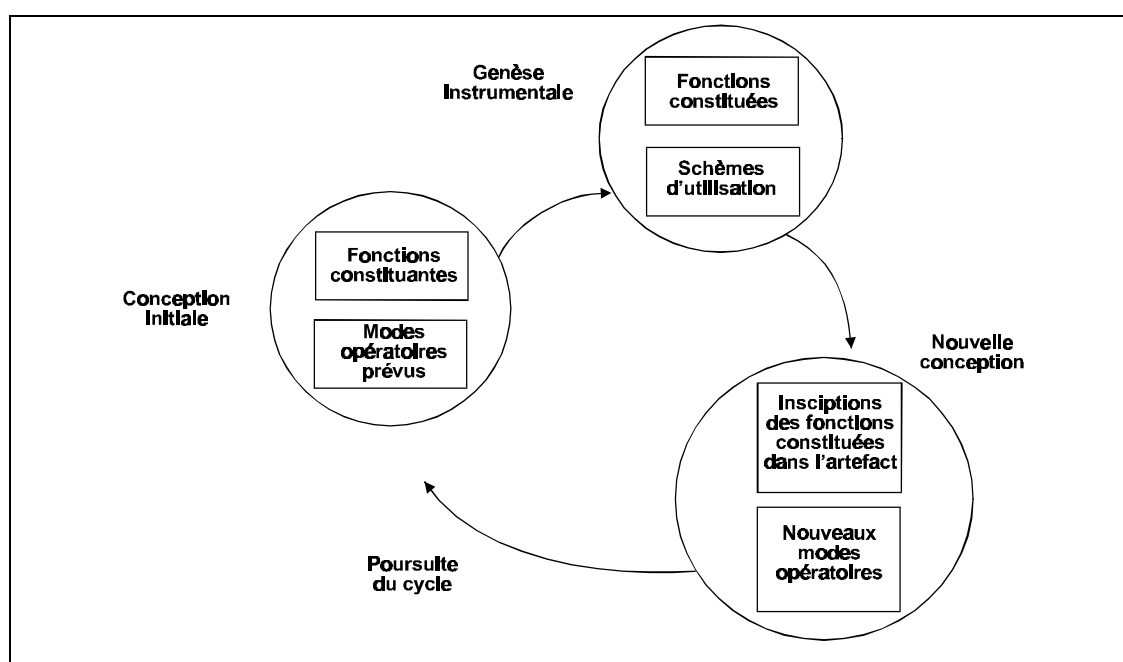 Genèse
Instrumentale
Fonctions
constituées
Schèmes
d'utilisation
Fonctions
constituantes
Modes
opératoires
prévus
Conception
Initiale
Nouvelle
conception
Insciptions
des fonctions
constituées
dans l'artefact
Nouveaux
modes
opératoires
Poursuite
du cycle